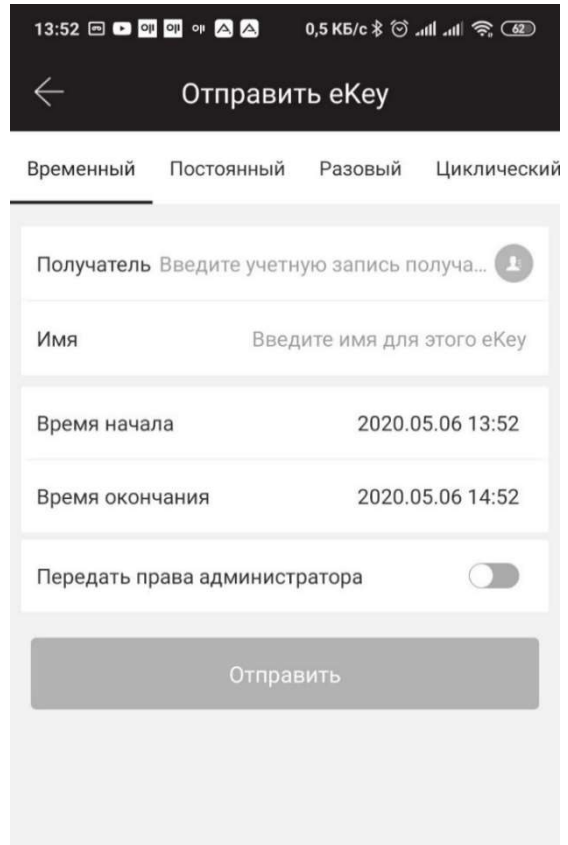 13:52 0,5 КБ/с 62
Отправить eKey
Временный Постоянный Разовый Циклический
Получатель Введите учетную запись получа...
Имя Введите имя для этого eKey
Время начала 2020.05.06 13:52
Время окончания 2020.05.06 14:52
Передать права администратора
Отправить